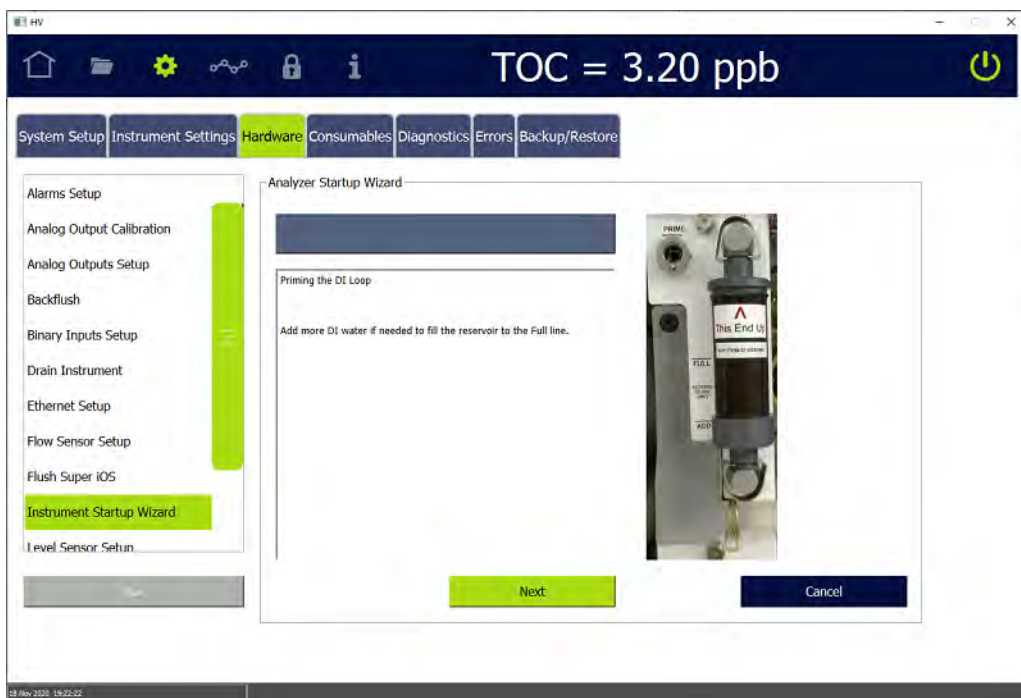 HV
TOC = 3.20 ppb
System Setup
Instrument Settings
Hardware
Consumables
Diagnostics
Errors
Backup/Restore
Alarms Setup
Analog Output Calibration
Analog Outputs Setup
Backflush
Binary Inputs Setup
Drain Instrument
Ethernet Setup
Flow Sensor Setup
Flush Super iOS
Instrument Startup Wizard
Level Sensor Setup
Analyzer Startup Wizard
Priming the DI Loop
Add more DI water if needed to fill the reservoir to the Full line.
PRIME
This End U
FULL
ADD
Next
Cancel
18 Nov 2020 19:22:22